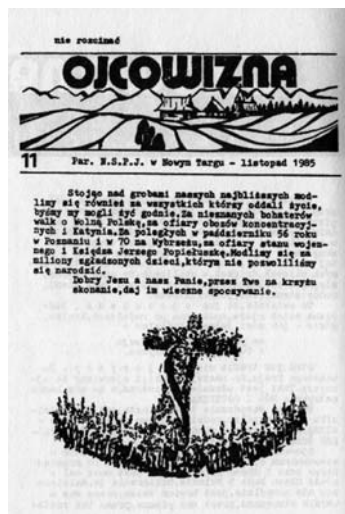 nie rozcinać
OJCOWIZNA
11 Par. N.S.P.J. w Nowym Targu – listopad 1985
Stojąc nad grobami naszych najbliższych mod-
limy się również za wszystkich którzy oddali życie,
byśmy my mogli żyć godnie.Za nieznanych bohaterów
walk o Wolną Polskę,za ofiary obozów koncentracyj-
nych i Katynia.Za poległych w październiku 56 roku
w Poznaniu i w 70 na Wybrzeżu,za ofiary stanu wojen-
nego i Księdza Jerzego Popiełuszkę.Modlimy się za
miliony zgładzonych dzieci,którym nie pozwoliliśmy
się narodzić.
Dobry Jezu a nasz Panie,przez Twe na krzyżu
skonanie,daj im wieczne spoczywanie.